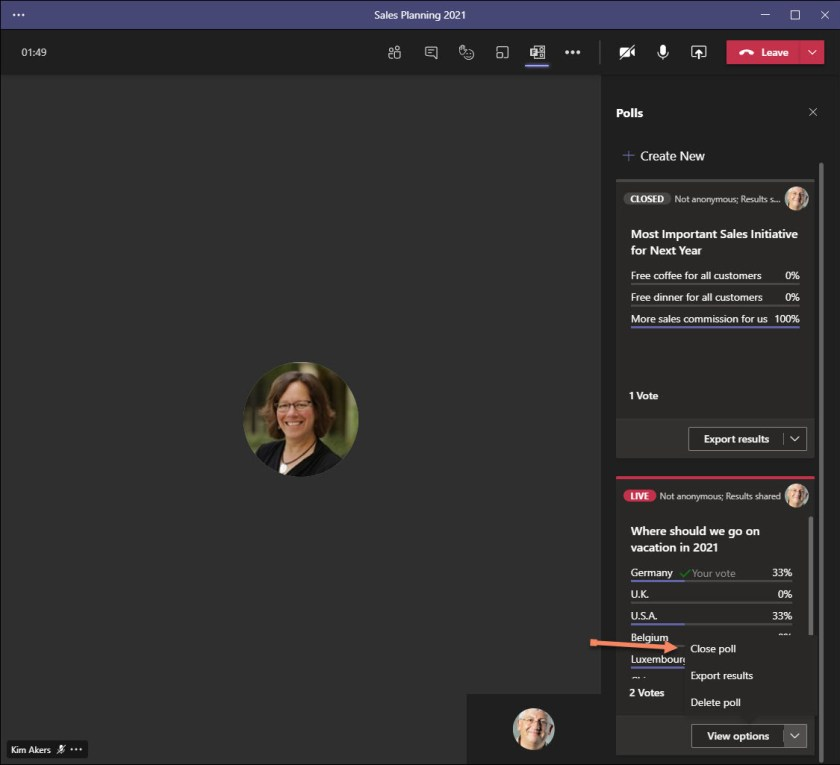 Sales Planning 2021
01:49
Leave
Polls
Create New
CLOSED Not anonymous; Results s...
Most Important Sales Initiative
for Next Year
Free coffee for all customers 0%
Free dinner for all customers 0%
More sales commission for us 100%
1 Vote
Export results
LIVE Not anonymous; Results shared
Where should we go on
vacation in 2021
Germany Your vote 33%
U.K. 0%
U.S.A. 33%
Belgium
Close poll
Luxembourg
Export results
2 Votes
Delete poll
View options
Kim Akers